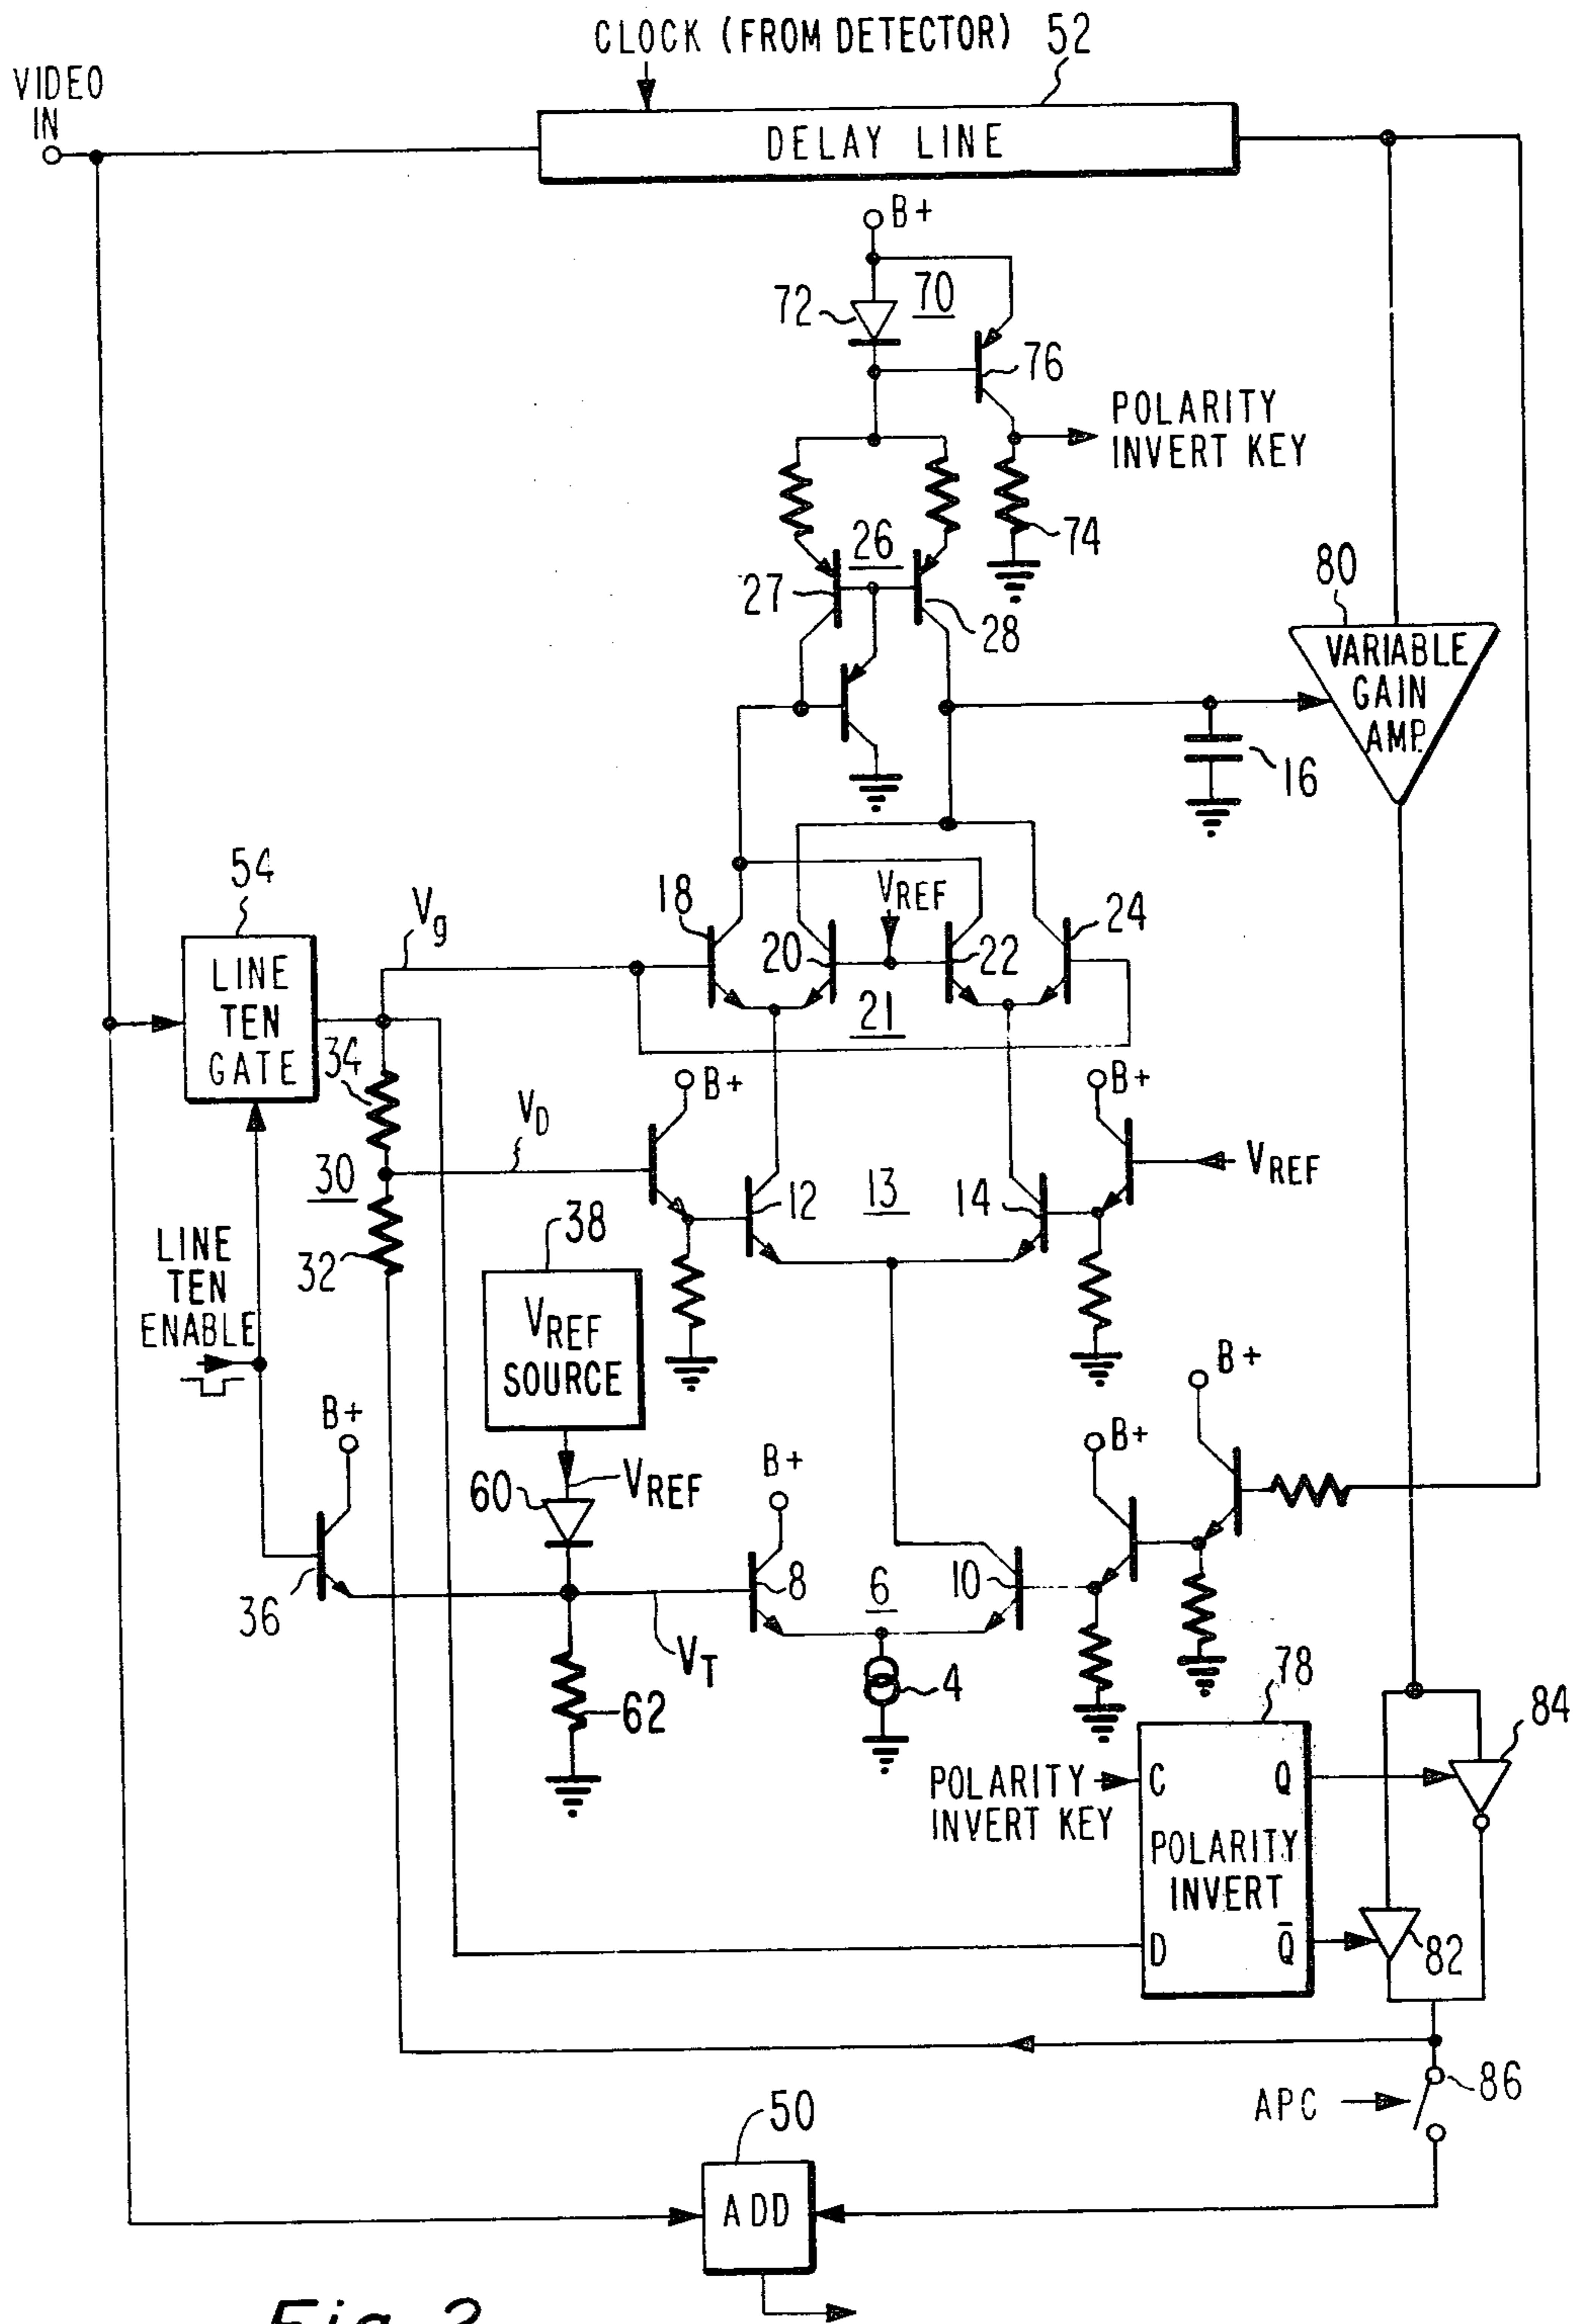 CLOCK (FROM DETECTOR) 52
VIDEO
IN
DELAY LINE
B+
72
70
76
POLARITY
INVERT KEY
74
26
27
28
80
VARIABLE
GAIN
AMP.
16
54
Vg
18
VREF
24
20
22
LINE
TEN
GATE
21
34
B+
B+
VD
30
VREF
12
13
14
38
LINE
TEN
ENABLE
32
VREF
SOURCE
B+
B+
B+
B+
60
VREF
8
6
10
36
VT
4
62
78
84
POLARITY
INVERT KEY
C
Q
POLARITY
INVERT
D
Q̅
82
86
APC
50
ADD
Fig. 2